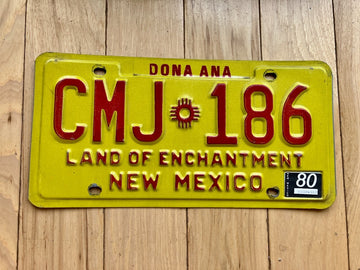 DONA ANA
CMJ 186
LAND OF ENCHANTMENT
NEW MEXICO
80